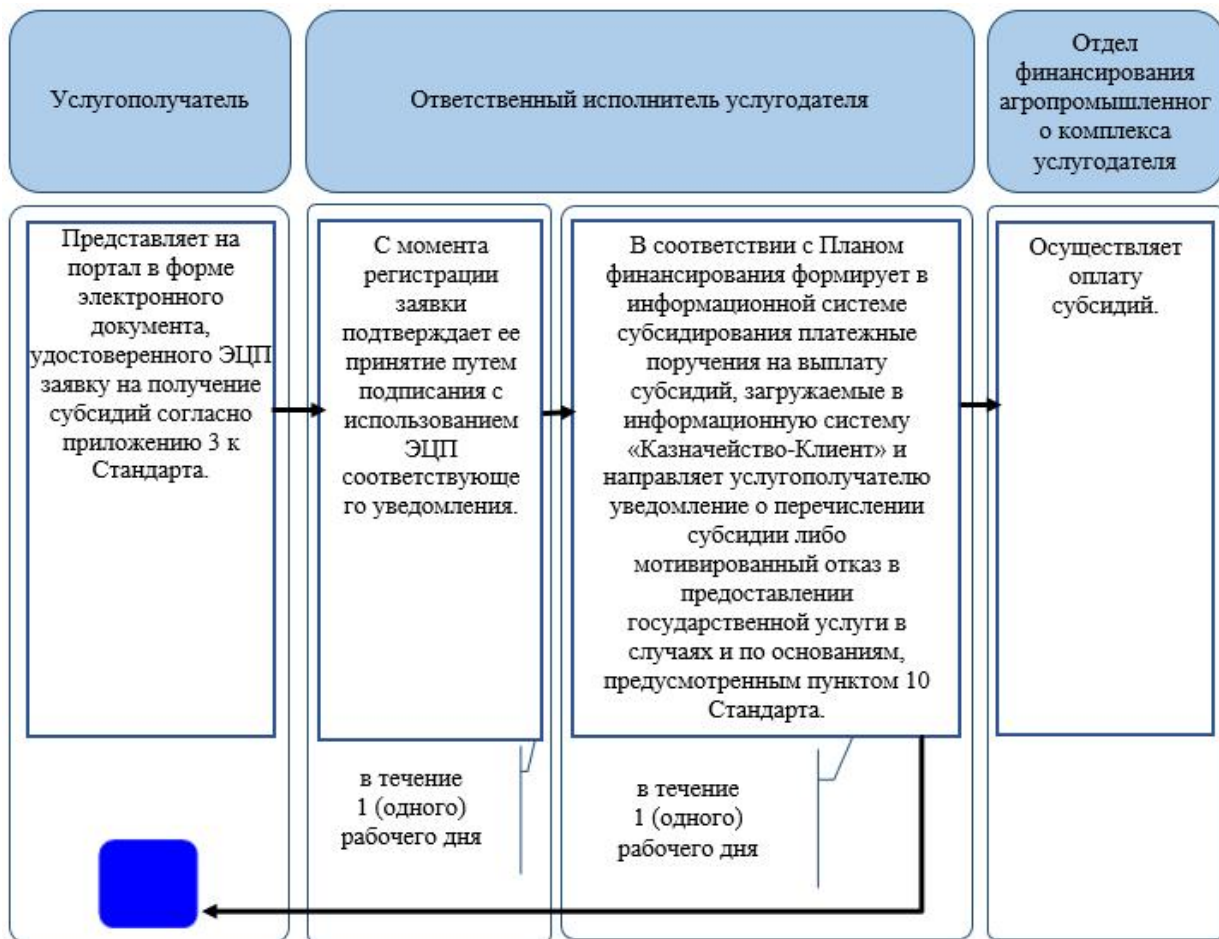 Услугополучатель
Ответственный исполнитель услугодателя
Отдел
финансирования
агропромышленног
о комплекса
услугодателя
Представляет на
портал в форме
электронного
документа,
удостоверенного ЭЦП
заявку на получение
субсидий согласно
приложению 3 к
Стандарта.
С момента
регистрации
заявки
подтверждает ее
принятие путем
подписания с
использованием
ЭЦП
соответствующе
го уведомления.
В соответствии с Планом
финансирования формирует в
информационной системе
субсидирования платежные
поручения на выплату
субсидий, загружаемые в
информационную систему
«Казначейство-Клиент» и
направляет услугополучателю
уведомление о перечислении
субсидии либо
мотивированный отказ в
предоставлении
государственной услуги в
случаях и по основаниям,
предусмотренным пунктом 10
Стандарта.
Осуществляет
оплату
субсидий.
в течение
1 (одного)
рабочего дня
в течение
1 (одного)
рабочего дня